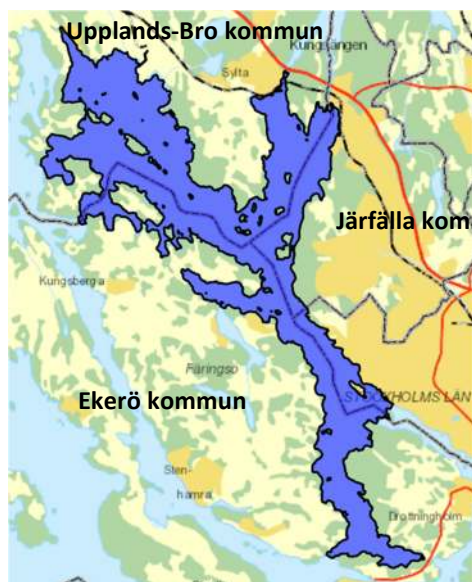 Upplands-Bro kommun
Kungsängen
Sylta
Järfälla kom
Kungsberga
Färingsö
Ekerö kommun
STOCKHOLMS LÄN
Sten-
hamra
Drottningholm